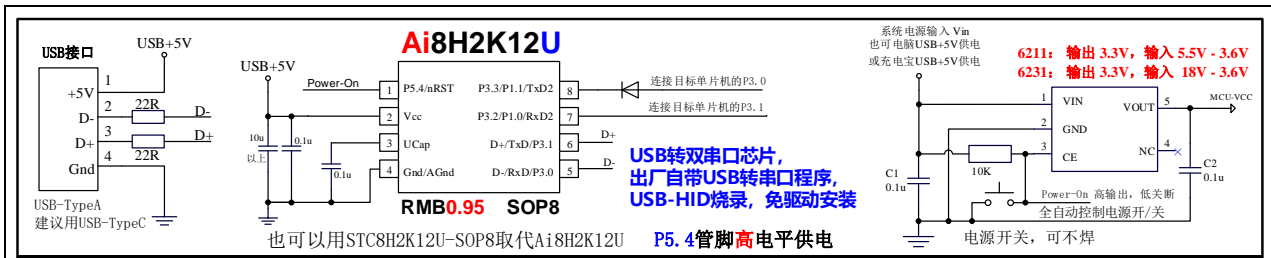 USB接口
USB+5V
1
+5V
2
22R
D-
D-
3
D+
D+
4
22R
Gnd
USB-TypeA
建议用USB-TypeC
Ai8H2K12U
USB+5V
Power-On
1
P5.4/nRST
P3.3/P1.1/TxD2
8
连接目标单片机的P3.0
2
Vcc
P3.2/P1.0/RxD2
7
连接目标单片机的P3.1
10u
以上
0.1u
3
UCap
D+/TxD/P3.1
6
D+
0.1u
4
Gnd/AGnd
D-/RxD/P3.0
5
D-
RMB0.95 SOP8
USB转双串口芯片,
出厂自带USB转串口程序,
USB-HID烧录，免驱动安装
也可以用STC8H2K12U-SOP8取代Ai8H2K12U
P5.4管脚高电平供电
系统电源输入 Vin
也可电脑USB+5V供电
或充电宝USB+5V供电
6211: 输出 3.3V, 输入 5.5V - 3.6V
6231: 输出 3.3V, 输入 18V - 3.6V
1
VIN
VOUT
5
MCU-VCC
2
GND
3
CE
NC
4
10K
C1
0.1u
C2
0.1u
Power-On 高输出，低关断
全自动控制电源开/关
电源开关，可不焊